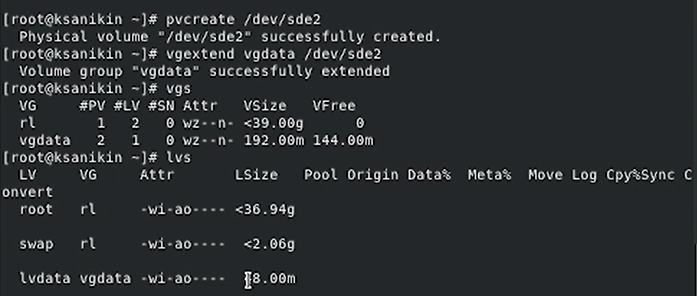 [root@ksanikin ~]# pvcreate /dev/sde2
  Physical volume "/dev/sde2" successfully created.
[root@ksanikin ~]# vgextend vgdata /dev/sde2
  Volume group "vgdata" successfully extended
[root@ksanikin ~]# vgs
  VG     #PV #LV #SN Attr   VSize   VFree
  rl       1   2   0 wz--n- <39.00g      0
  vgdata   2   1   0 wz--n- 192.00m 144.00m
[root@ksanikin ~]# lvs
  LV     VG     Attr       LSize   Pool Origin Data%  Meta%  Move Log Cpy%Sync C
onvert
  root   rl     -wi-ao---- <36.94g
  swap   rl     -wi-ao----  <2.06g
  lvdata vgdata -wi-ao----